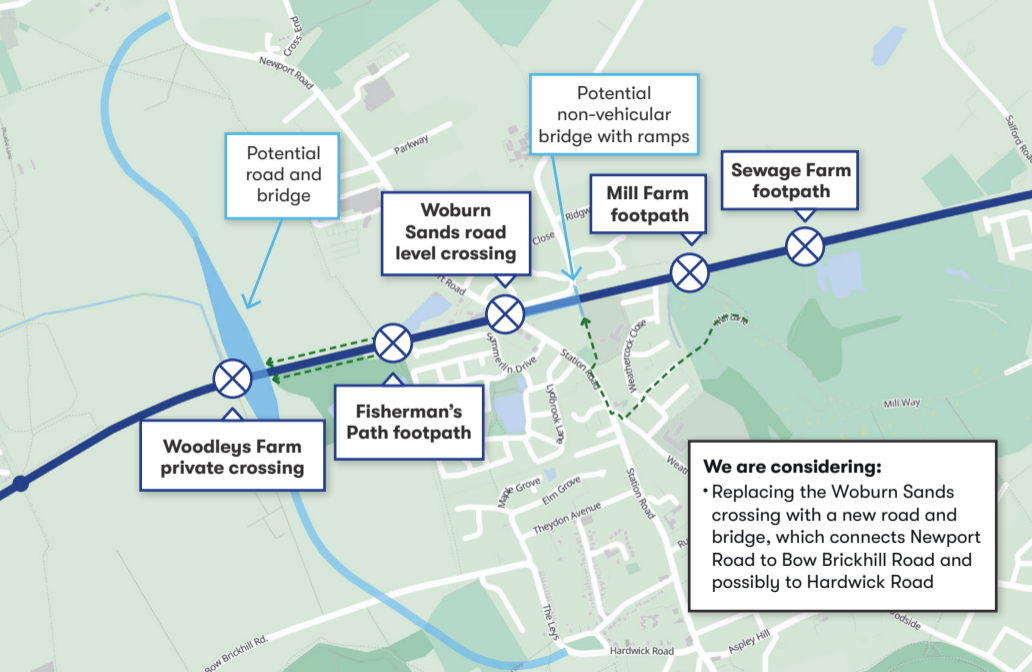 Cross End
Newport Road
Salford Road
Potential
non-vehicular
bridge with ramps
Parkway
Potential
road and
bridge
Sewage Farm
footpath
Mill Farm
footpath
Woburn
Sands road
level crossing
Close
Road
Station Road
Weathercock Close
Drive
Lydbrook Lane
Fisherman's
Path footpath
Woodleys Farm
private crossing
Mill Way
We are considering:
• Replacing the Woburn Sands
crossing with a new road and
bridge, which connects Newport
Road to Bow Brickhill Road and
possibly to Hardwick Road
Maple Grove
Elm Grove
Station Road
Theydon Avenue
The Leys
Bow Brickhill Rd.
Hardwick Road
Aspley Hill